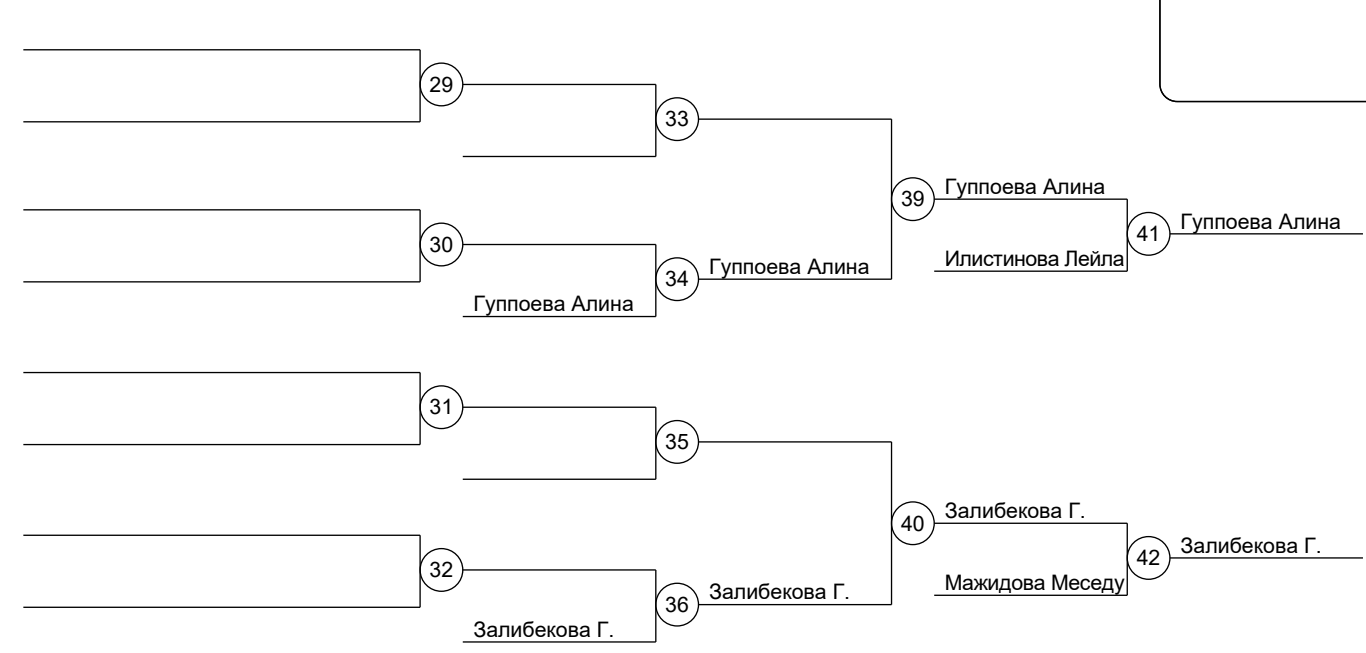 29
33
Гуппоева Алина
39
Гуппоева Алина
41
30
Илистинова Лейла
Гуппоева Алина
34
Гуппоева Алина
31
35
Залибекова Г.
40
Залибекова Г.
42
32
Мажидова Меседу
Залибекова Г.
36
Залибекова Г.